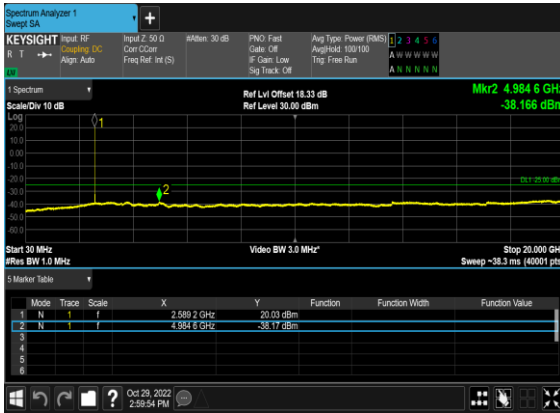 Spectrum Analyzer 1
Swept SA
+
KEYSIGHT Input: RF Input Z: 50 Ω #Atten: 30 dB PNO: Fast Avg Type: Power (RMS) 1 2 3 4 5 6
R T Coupling: DC Corr CCorr Gate: Off Avg|Hold: 100/100 A W W W W W
Align: Auto Freq Ref: Int (S) IF Gain: Low Trig: Free Run
LXI Sig Track: Off A N N N N N
1 Spectrum Ref Lvl Offset 18.33 dB Mkr2 4.984 6 GHz
Scale/Div 10 dB Ref Level 30.00 dBm -38.166 dBm
Log
20.0
10.0
0.00
-10.0
-20.0
-30.0
-40.0
-50.0
-60.0
1
2
DL1 -25.00 dBm
Start 30 MHz Video BW 3.0 MHz* Stop 20.000 GHz
#Res BW 1.0 MHz Sweep ~38.3 ms (40001 pts)
5 Marker Table
Mode Trace Scale X Y Function Function Width Function Value
1 N 1 f 2.589 2 GHz 20.03 dBm
2 N 1 f 4.984 6 GHz -38.17 dBm
3
4
5
6
? Oct 29, 2022
2:59:54 PM